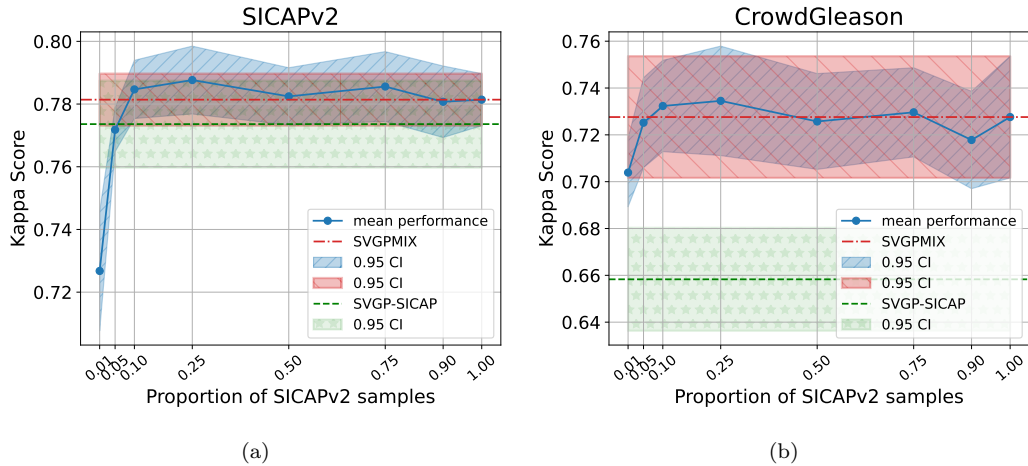 SICAPv2
Kappa Score
0.80
0.78
0.76
0.74
0.72
mean performance
SVGPMIX
0.95 CI
0.95 CI
SVGP-SICAP
0.95 CI
0.01
0.05
0.10
0.25
0.50
0.75
0.90
1.00
Proportion of SICAPv2 samples
(a)
CrowdGleason
Kappa Score
0.76
0.74
0.72
0.70
0.68
0.66
0.64
mean performance
SVGPMIX
0.95 CI
0.95 CI
SVGP-SICAP
0.95 CI
0.01
0.05
0.10
0.25
0.50
0.75
0.90
1.00
Proportion of SICAPv2 samples
(b)